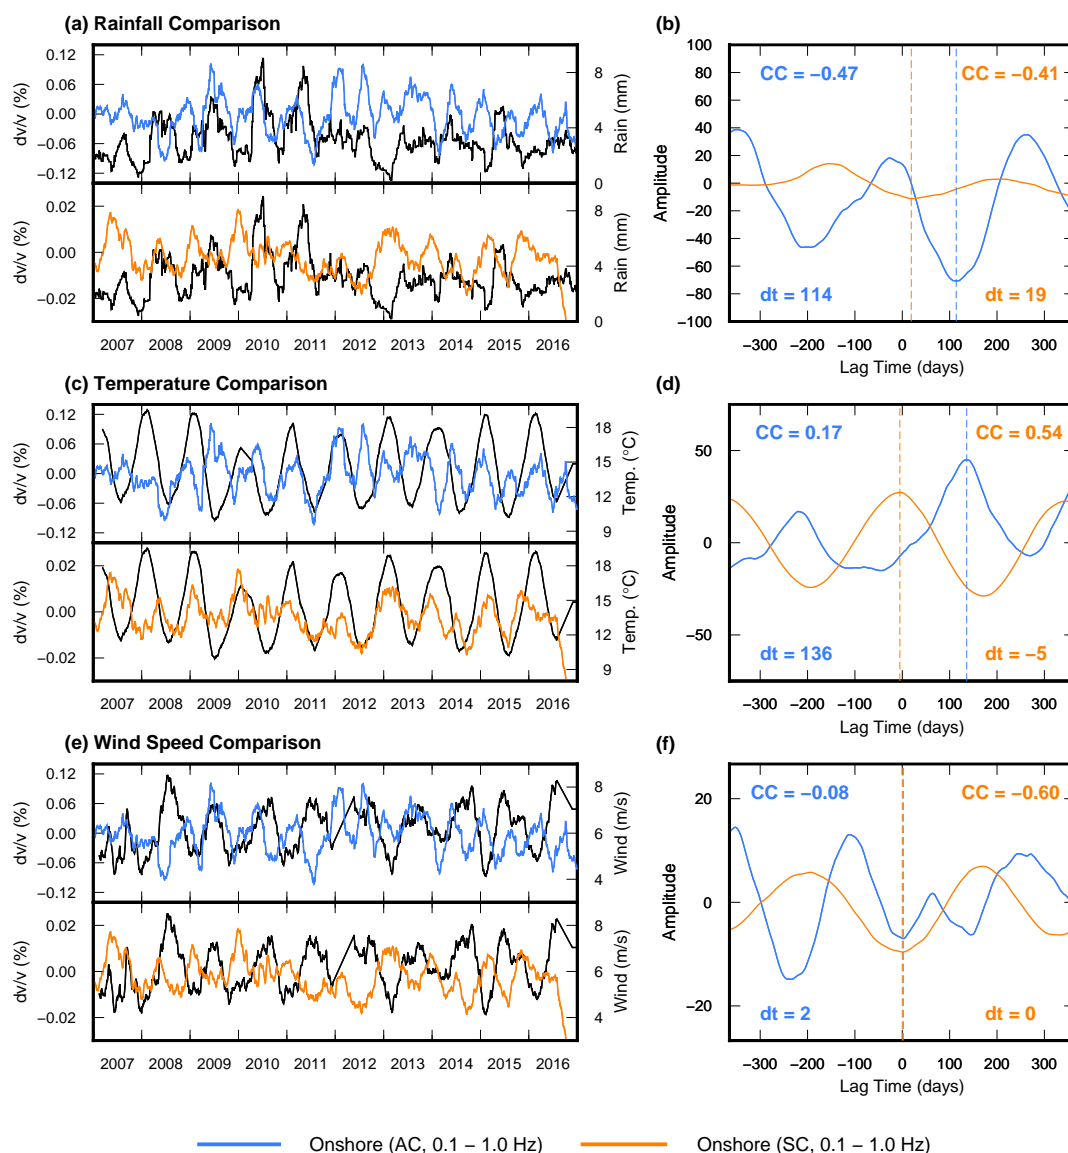 (a) Rainfall Comparison
(b)
0.12
0.06
0.00
−0.06
−0.12
dv/v (%)
8
4
0
Rain (mm)
0.02
0.00
−0.02
dv/v (%)
8
4
0
Rain (mm)
2007 2008 2009 2010 2011 2012 2013 2014 2015 2016
100
80
60
40
20
0
−20
−40
−60
−80
−100
Amplitude
CC = −0.47
CC = −0.41
dt = 114
dt = 19
−300 −200 −100 0 100 200 300
Lag Time (days)
(c) Temperature Comparison
(d)
0.12
0.06
0.00
−0.06
−0.12
dv/v (%)
18
15
12
9
Temp. (°C)
0.02
0.00
−0.02
dv/v (%)
18
15
12
9
Temp. (°C)
2007 2008 2009 2010 2011 2012 2013 2014 2015 2016
50
0
−50
Amplitude
CC = 0.17
CC = 0.54
dt = 136
dt = −5
−300 −200 −100 0 100 200 300
Lag Time (days)
(e) Wind Speed Comparison
(f)
0.12
0.06
0.00
−0.06
−0.12
dv/v (%)
8
6
4
Wind (m/s)
0.02
0.00
−0.02
dv/v (%)
8
6
4
Wind (m/s)
2007 2008 2009 2010 2011 2012 2013 2014 2015 2016
20
0
−20
Amplitude
CC = −0.08
CC = −0.60
dt = 2
dt = 0
−300 −200 −100 0 100 200 300
Lag Time (days)
Onshore (AC, 0.1 − 1.0 Hz)
Onshore (SC, 0.1 − 1.0 Hz)